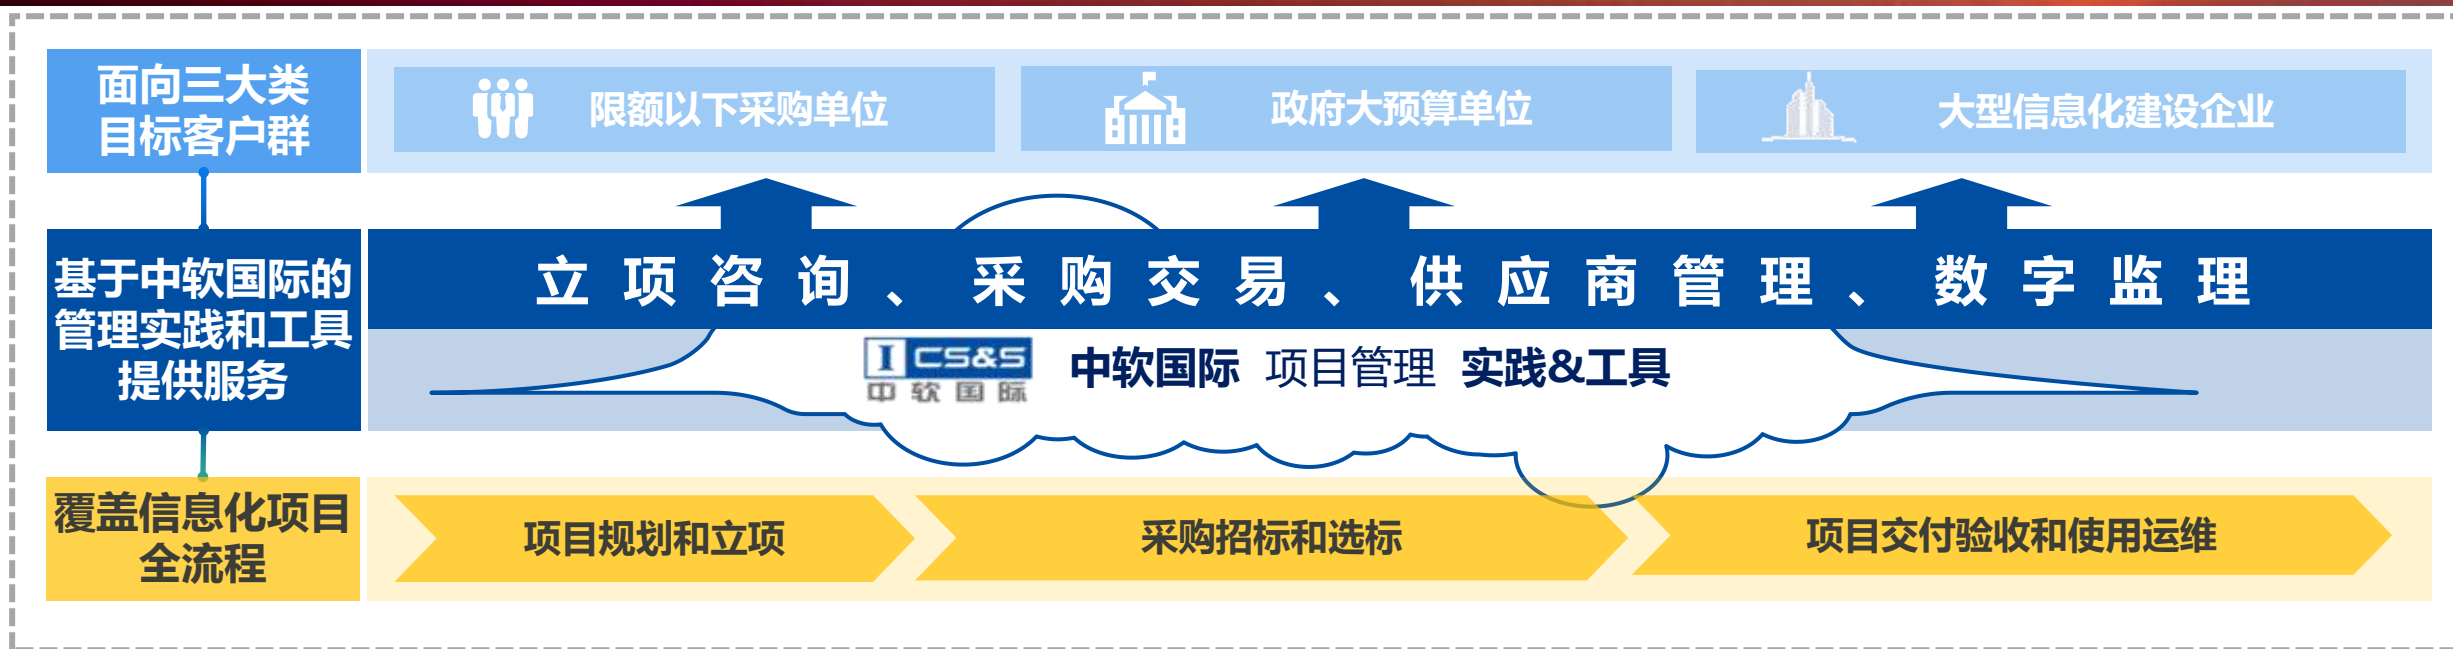 面向三大类
目标客户群
限额以下采购单位
政府大预算单位
大型信息化建设企业
基于中软国际的
管理实践和工具
提供服务
立项咨询、采购交易、供应商管理、数字监理
I CS&S
中软国际
中软国际 项目管理 实践&工具
覆盖信息化项目
全流程
项目规划和立项
采购招标和选标
项目交付验收和使用运维